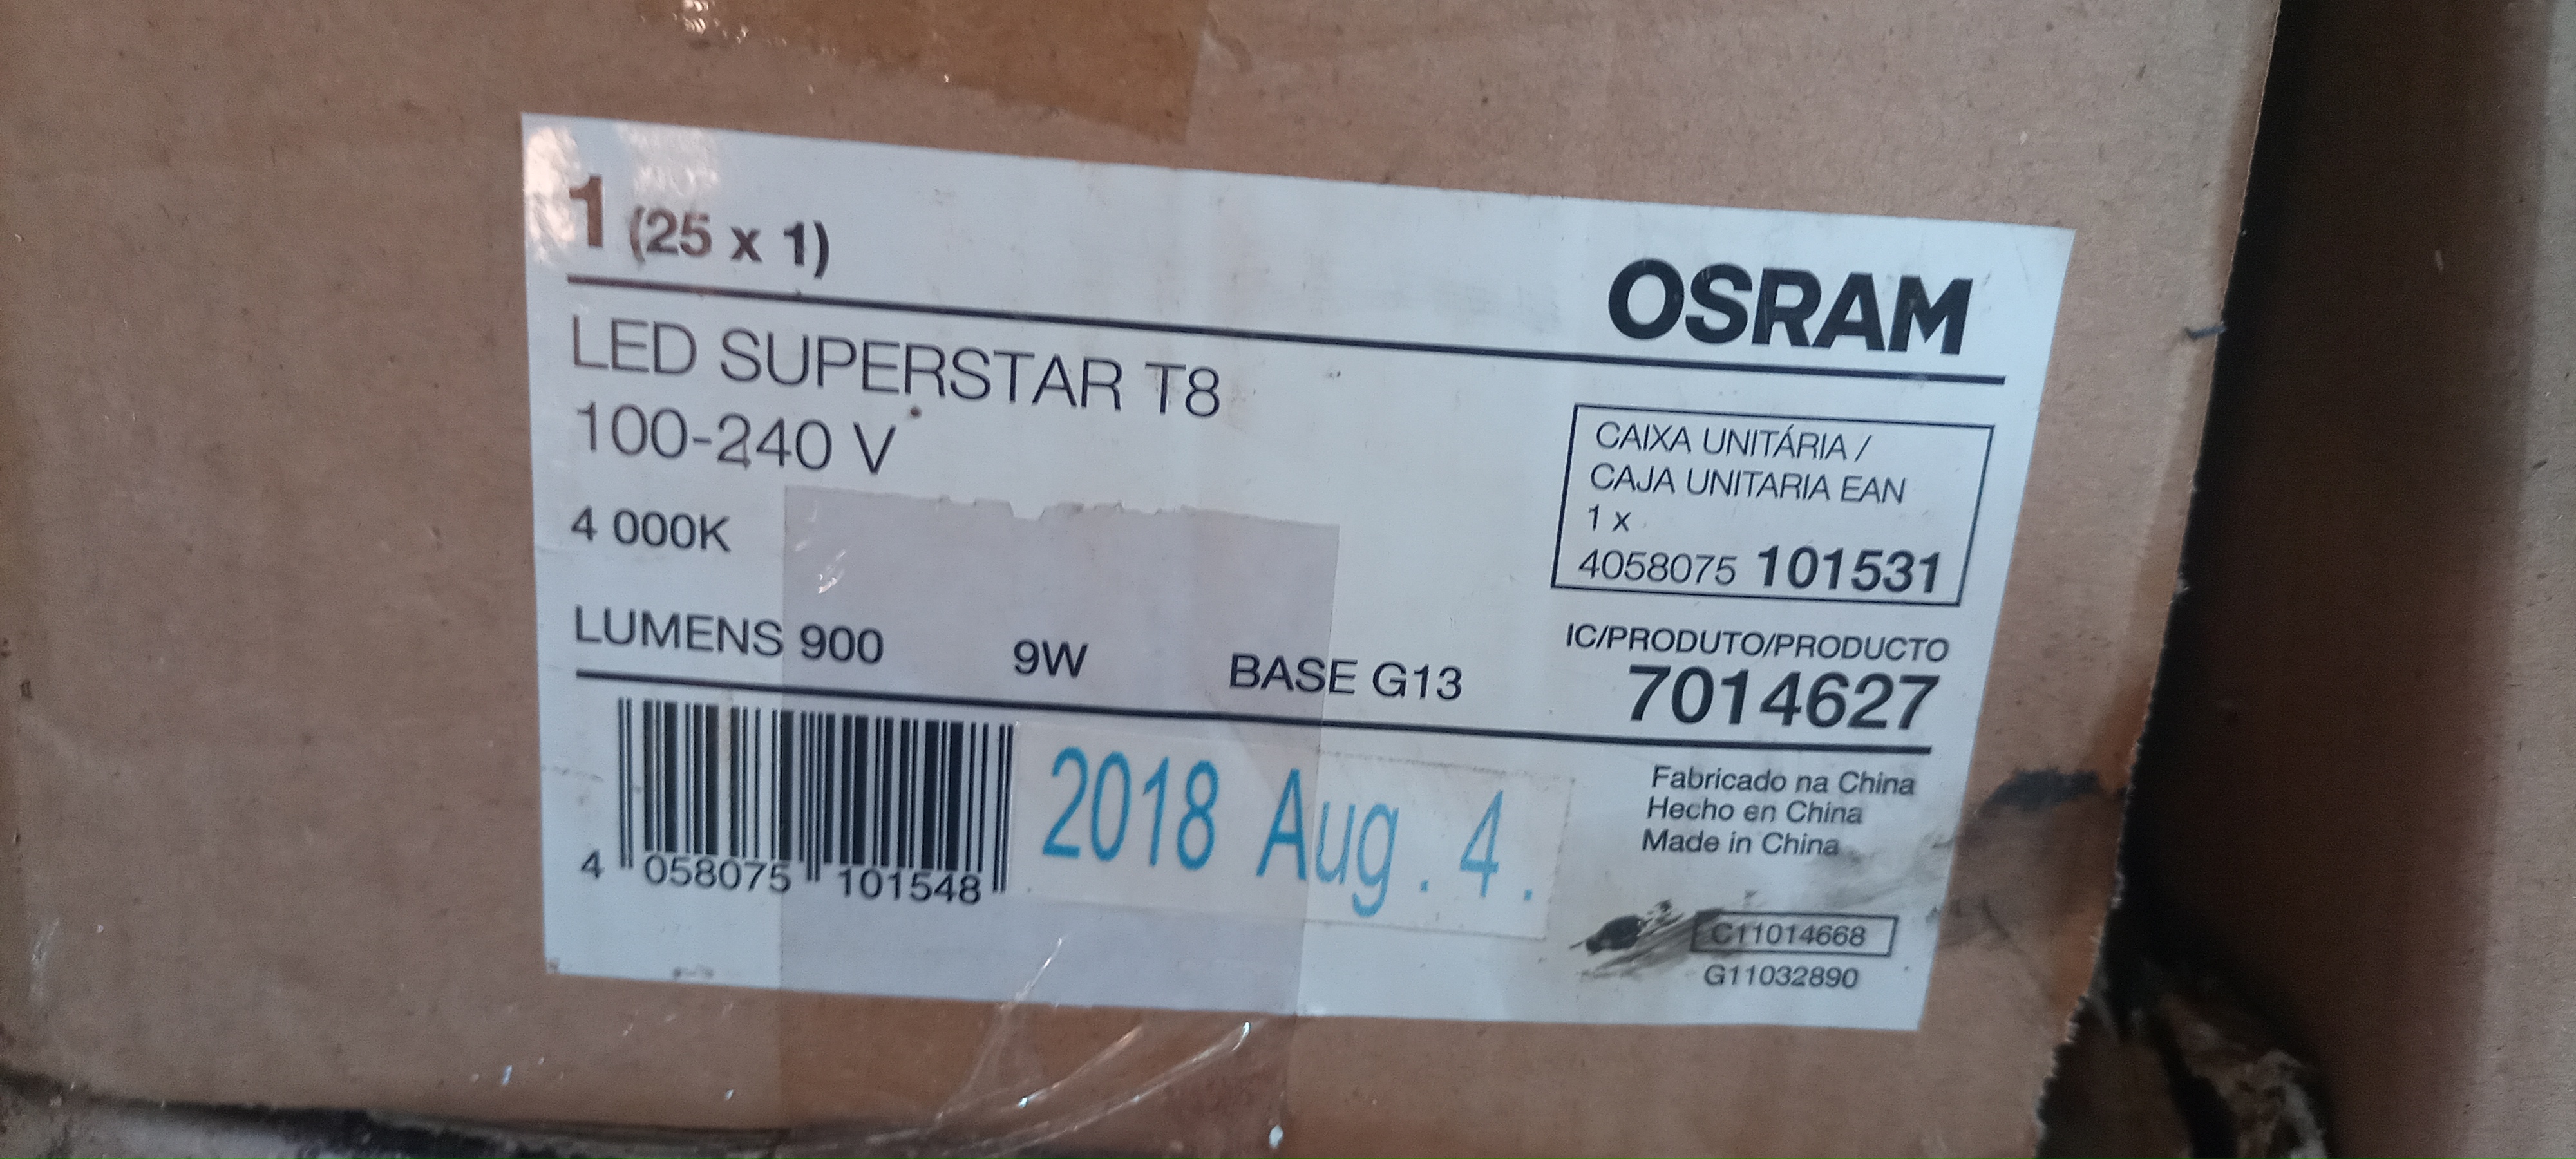 1 (25 x 1)
OSRAM
LED SUPERSTAR T8
100-240 V
4 000K
LUMENS 900 9W BASE G13
CAIXA UNITÁRIA /
CAJA UNITARIA EAN
1 x
4058075 101531
IC/PRODUTO/PRODUCTO
7014627
4 058075 101548
2018 Aug. 4.
Fabricado na China
Hecho en China
Made in China
C11014668
G11032890